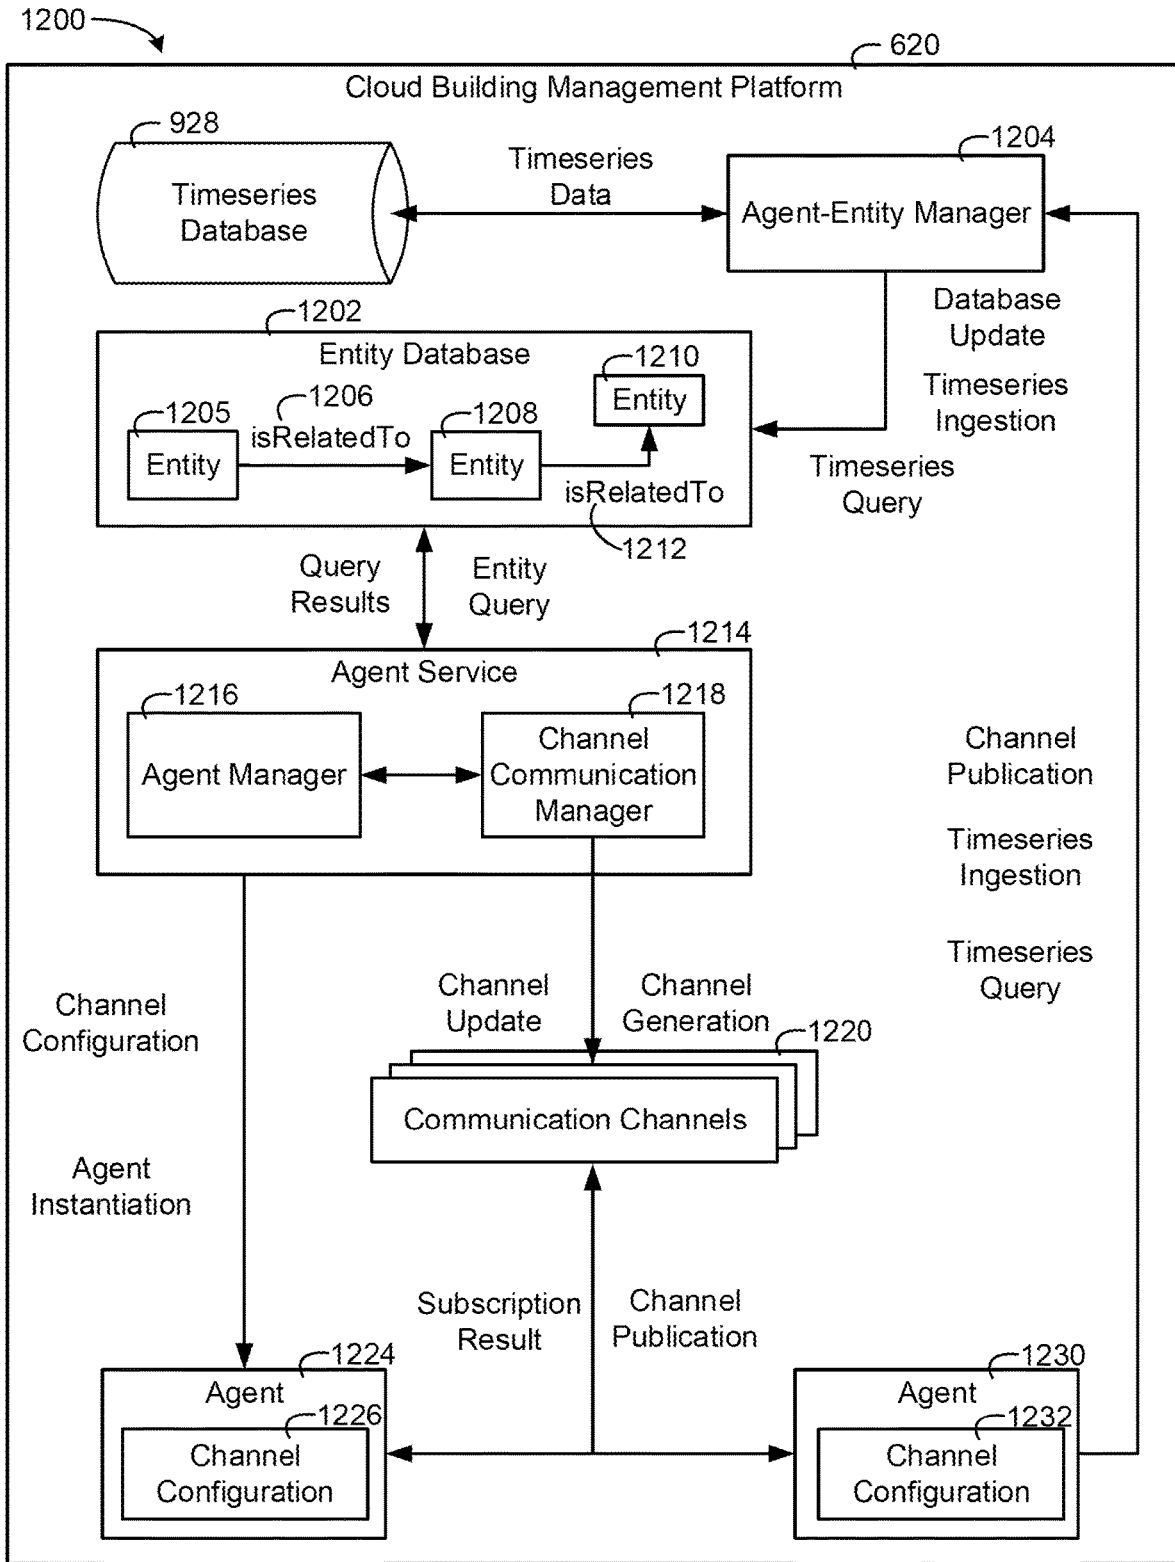 1200
620
Cloud Building Management Platform
928
Timeseries
Database
Timeseries
Data
1204
Agent-Entity Manager
Database
Update
Timeseries
Ingestion
Timeseries
Query
1202
Entity Database
1205
Entity
1206
isRelatedTo
1208
Entity
1210
Entity
isRelatedTo
1212
Query
Results
Entity
Query
1214
Agent Service
1216
Agent Manager
1218
Channel
Communication
Manager
Channel
Publication
Timeseries
Ingestion
Timeseries
Query
Channel
Configuration
Agent
Instantiation
Channel
Update
Channel
Generation
1220
Communication Channels
Subscription
Result
Channel
Publication
1224
Agent
1226
Channel
Configuration
1230
Agent
1232
Channel
Configuration